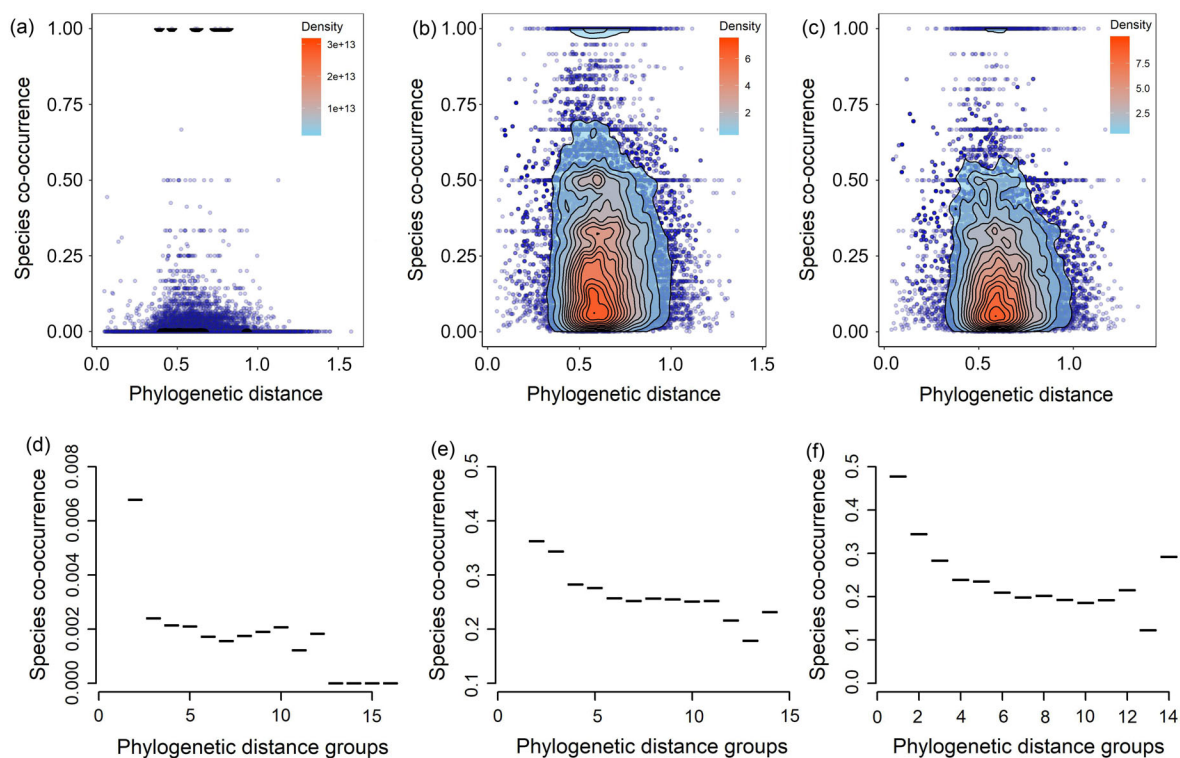 (a)
Species co-occurrence
1.00
0.75
0.50
0.25
0.00
0.0
0.5
1.0
1.5
Phylogenetic distance
Density
3e+13
2e+13
1e+13
(b)
Species co-occurrence
1.00
0.75
0.50
0.25
0.00
0.0
0.5
1.0
1.5
Phylogenetic distance
Density
6
4
2
(c)
Species co-occurrence
1.00
0.75
0.50
0.25
0.00
0.0
0.5
1.0
Phylogenetic distance
Density
7.5
5.0
2.5
(d)
Species co-occurrence
0.008
0.006
0.004
0.002
0.000
0
5
10
15
Phylogenetic distance groups
(e)
Species co-occurrence
0.5
0.4
0.3
0.2
0.1
0
5
10
15
Phylogenetic distance groups
(f)
Species co-occurrence
0.5
0.4
0.3
0.2
0.1
0.0
0
2
4
6
8
10
12
14
Phylogenetic distance groups